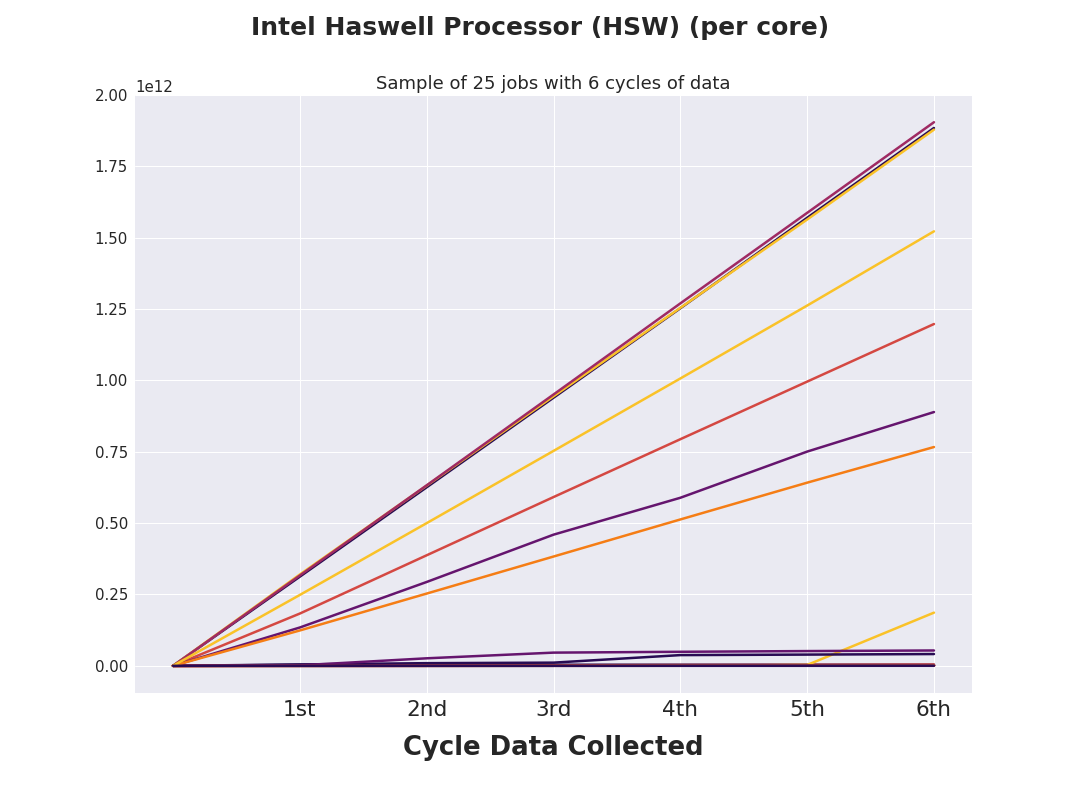 Intel Haswell Processor (HSW) (per core)
Sample of 25 jobs with 6 cycles of data
1e12
2.00
1.75
1.50
1.25
1.00
0.75
0.50
0.25
0.00
1st 2nd 3rd 4th 5th 6th
Cycle Data Collected